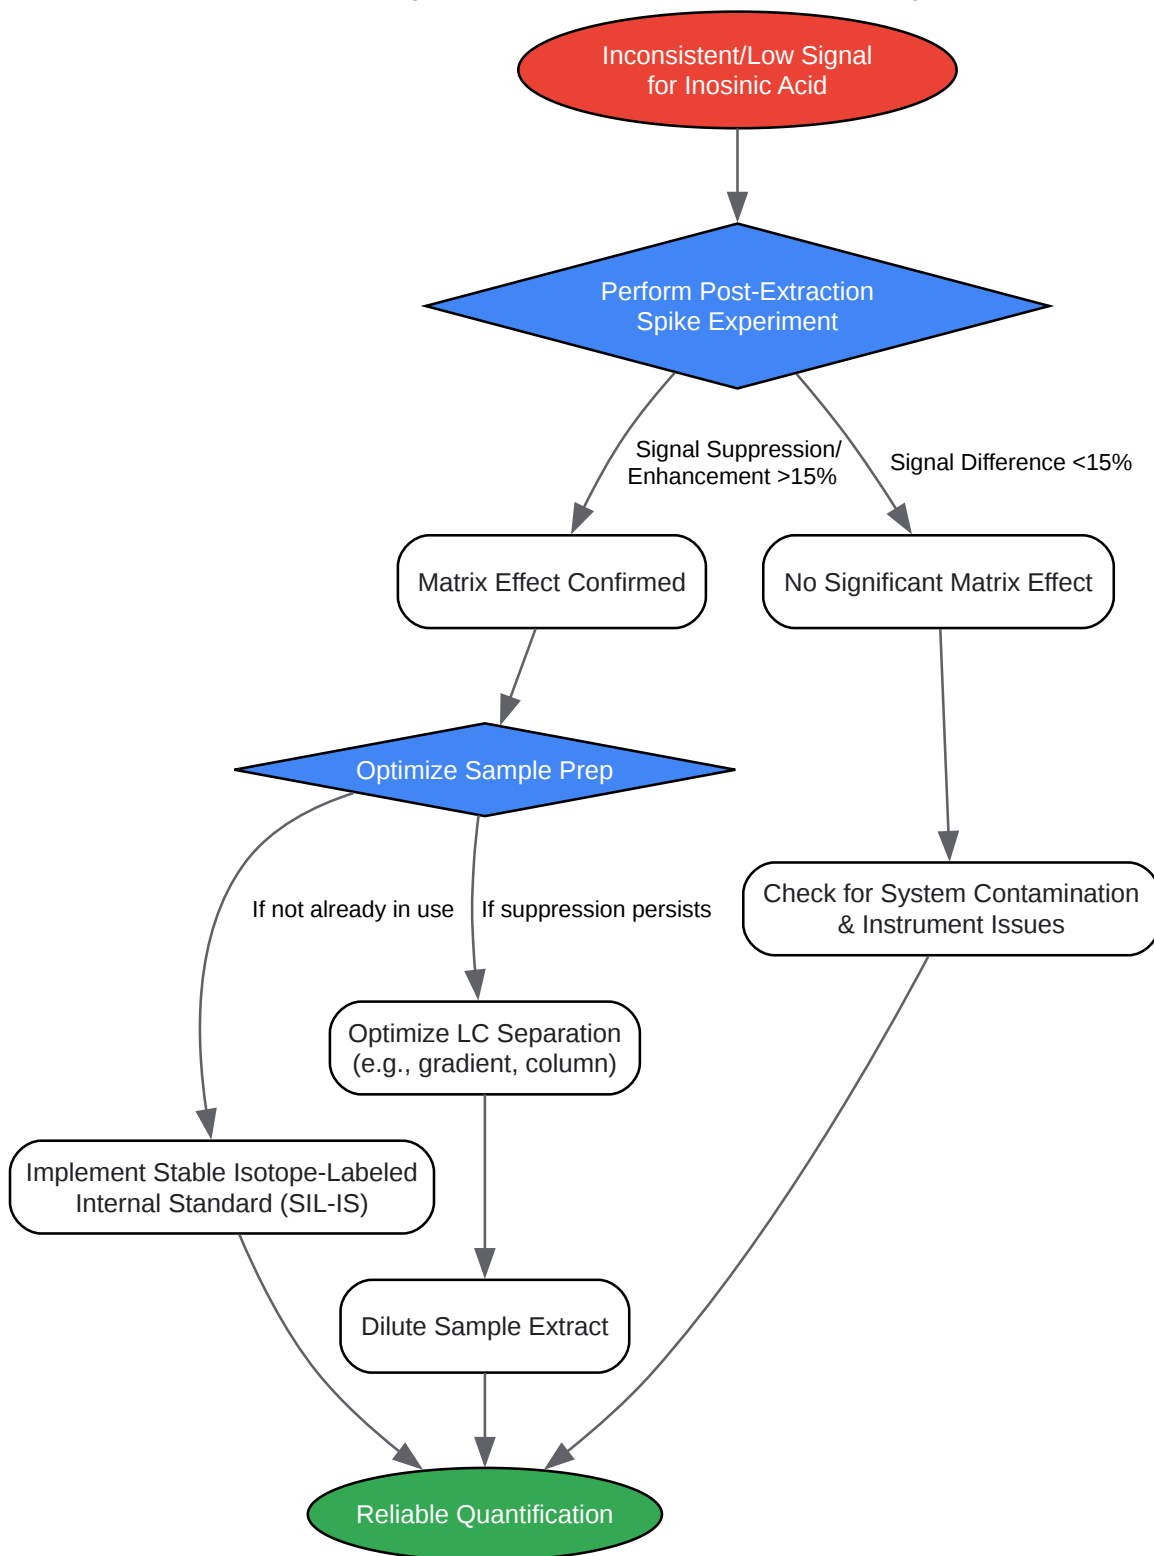 Inconsistent/Low Signal
for Inosinic Acid
Perform Post-Extraction
Spike Experiment
Signal Suppression/
Enhancement >15%
Signal Difference <15%
Matrix Effect Confirmed
No Significant Matrix Effect
Optimize Sample Prep
If not already in use
If suppression persists
Check for System Contamination
& Instrument Issues
Optimize LC Separation
(e.g., gradient, column)
Implement Stable Isotope-Labeled
Internal Standard (SIL-IS)
Dilute Sample Extract
Reliable Quantification